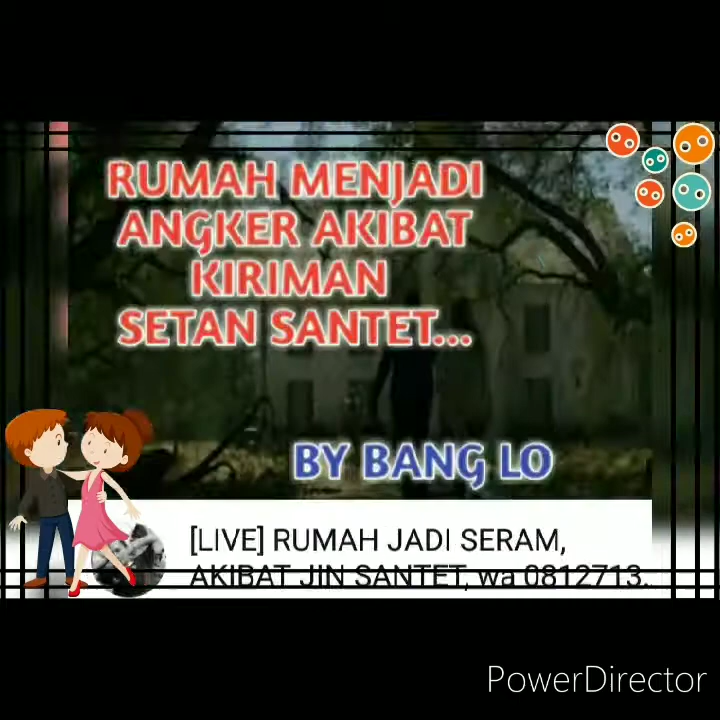 RUMAH MENJADI
ANGKER AKIBAT
KIRIMAN
SETAN SANTET...
BY BANG LO
[LIVE] RUMAH JADI SERAM,
AKIBAT JIN SANTET, wa 0812713..
PowerDirector